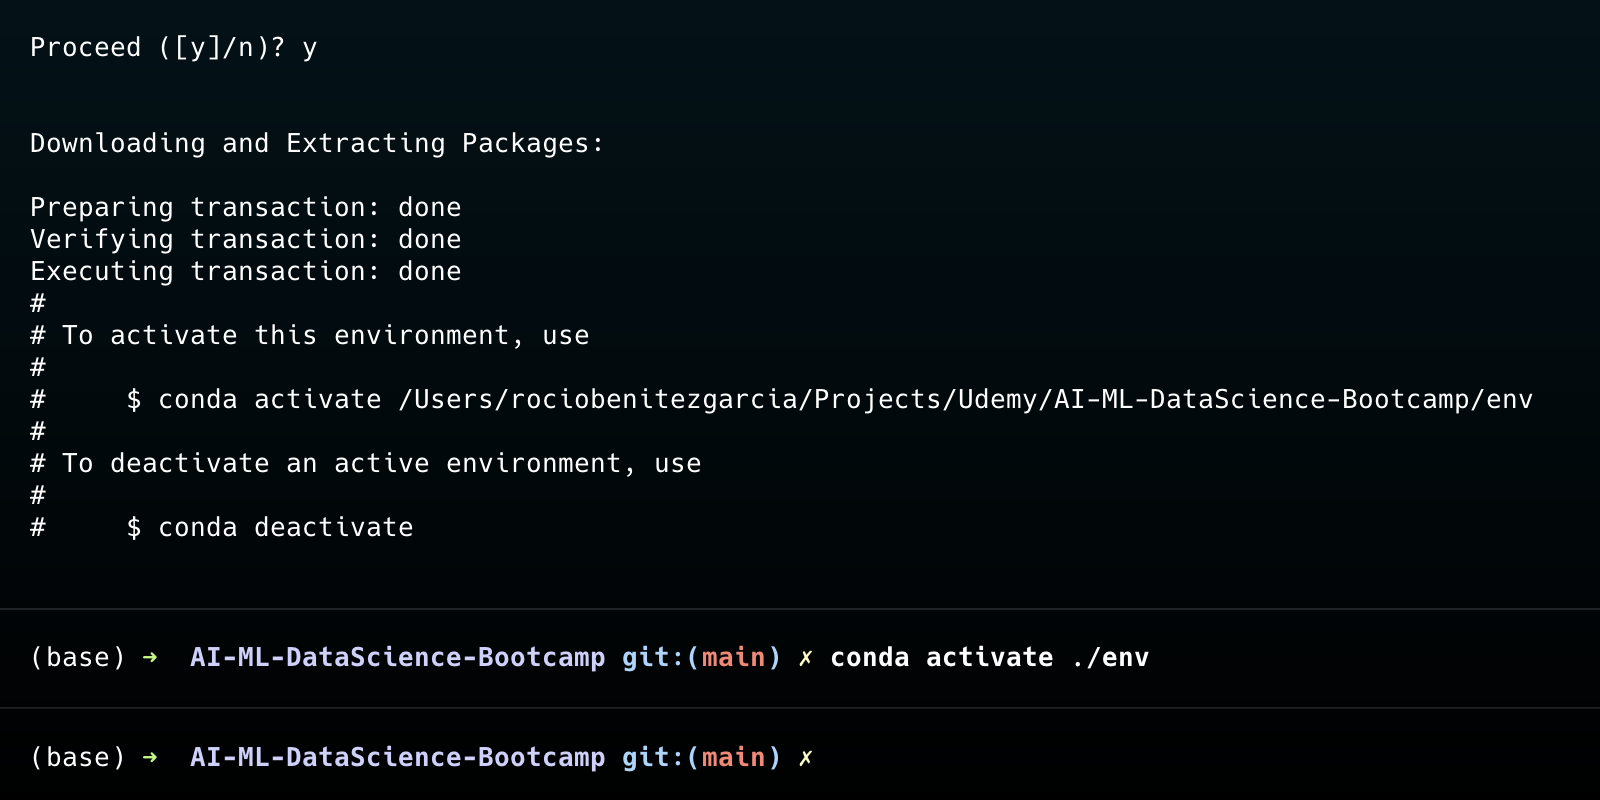 Proceed ([y]/n)? y
Downloading and Extracting Packages:
Preparing transaction: done
Verifying transaction: done
Executing transaction: done
#
# To activate this environment, use
#
#     $ conda activate /Users/rociobenitezgarcia/Projects/Udemy/AI-ML-DataScience-Bootcamp/env
#
# To deactivate an active environment, use
#
#     $ conda deactivate
(base) ➜  AI-ML-DataScience-Bootcamp git:(main) ✗ conda activate ./env
(base) ➜  AI-ML-DataScience-Bootcamp git:(main) ✗